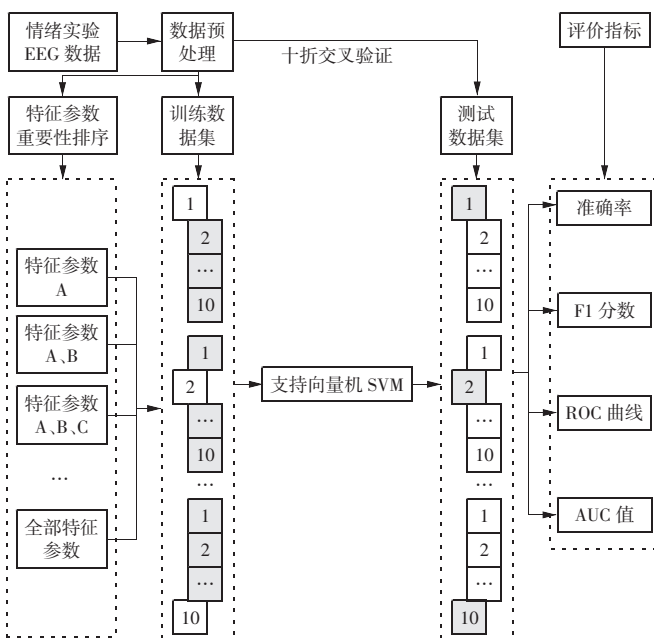 情绪实验
EEG 数据
数据预
处理
十折交叉验证
评价指标
特征参数
重要性排序
训练数
据集
测试
数据集
特征参数
A
特征参数
A、B
特征参数
A、B、C
…
全部特征
参数
1
2
…
10
1
2
…
10
…
1
2
…
10
支持向量机 SVM
1
2
…
10
1
2
…
10
…
1
2
…
10
准确率
F1 分数
ROC 曲线
AUC 值